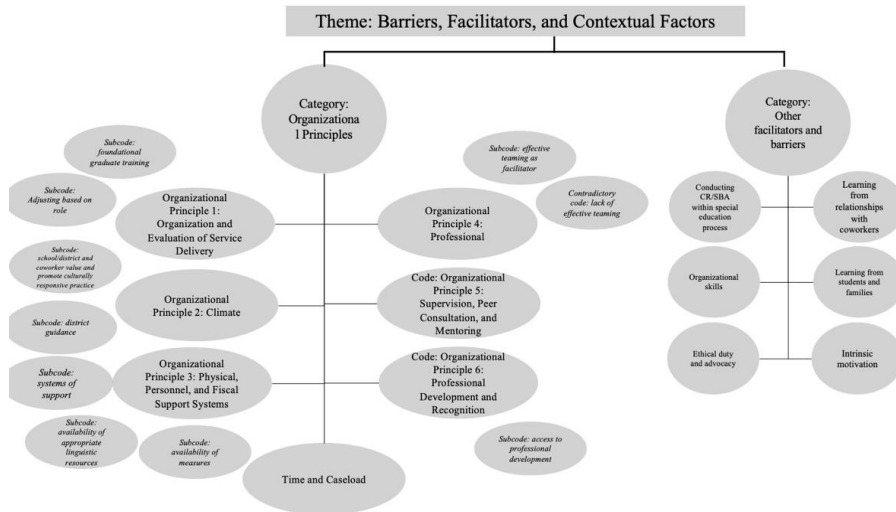 Theme: Barriers, Facilitators, and Contextual Factors
Category:
Organizationa
l Principles
Category:
Other
facilitators and
barriers
Subcode:
foundational
graduate training
Subcode:
Adjusting based on
role
Organizational
Principle 1:
Organization and
Evaluation of Service
Delivery
Subcode: effective
teaming as
facilitator
Contradictory
code: lack of
effective teaming
Organizational
Principle 4:
Professional
Subcode:
school/district and
coworker value and
promote culturally
responsive practice
Organizational
Principle 2: Climate
Code: Organizational
Principle 5:
Supervision, Peer
Consultation, and
Mentoring
Subcode: district
guidance
Subcode:
systems of
support
Organizational
Principle 3: Physical,
Personnel, and Fiscal
Support Systems
Code: Organizational
Principle 6:
Professional
Development and
Recognition
Subcode:
availability of
appropriate
linguistic
resources
Subcode:
availability of
measures
Subcode: access to
professional
development
Time and Caseload
Conducting
CR/SBA
within special
education
process
Learning
from
relationships
with
coworkers
Organizational
skills
Learning from
students and
families
Ethical duty
and advocacy
Intrinsic
motivation